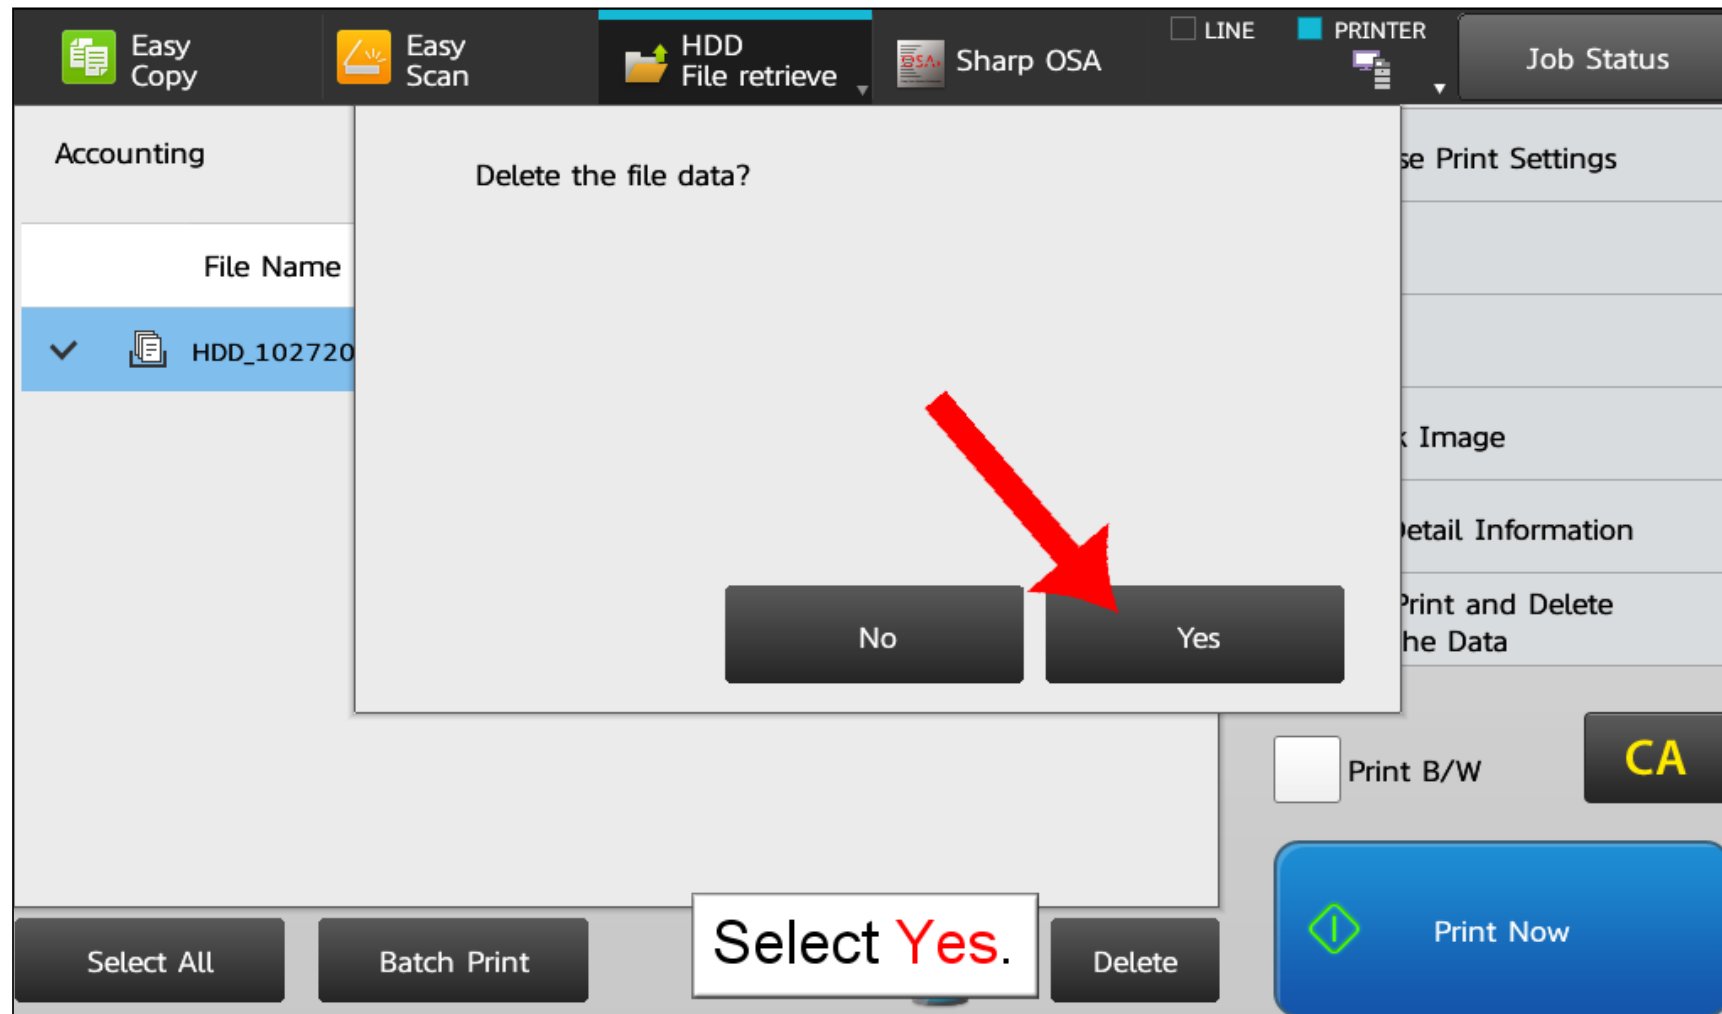 Easy
Copy
Easy
Scan
HDD
File retrieve
OSA
Sharp OSA
LINE
PRINTER
Job Status
Accounting
Delete the file data?
se Print Settings
File Name
HDD_102720
k Image
etail Information
Print and Delete
he Data
No
Yes
Print B/W
CA
Select All
Batch Print
Select Yes.
Delete
Print Now